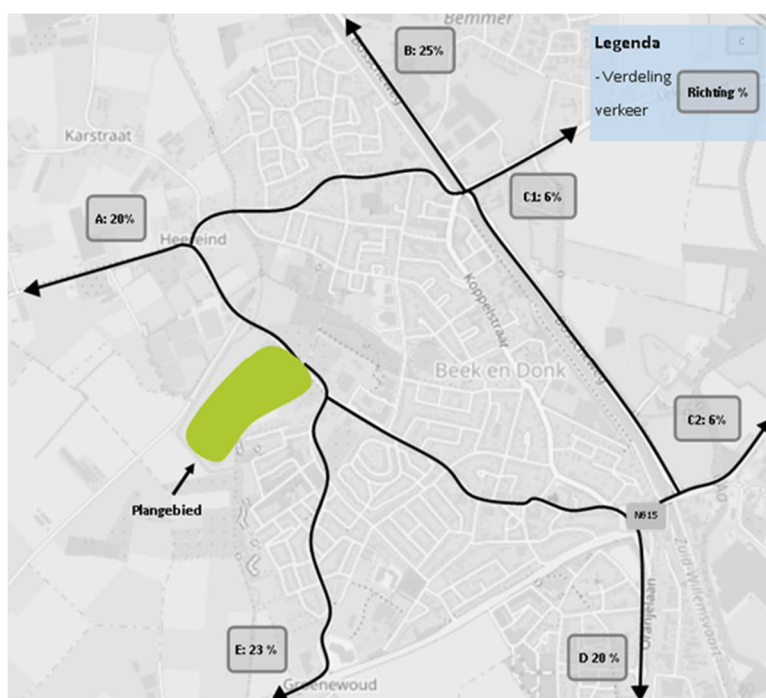 Bemmer
B: 25%
Legenda
- Verdeling
verkeer
Richting %
Karstraat
C1: 6%
A: 20%
Heereind
Koppelstraat
Beek en Donk
C2: 6%
Plangebied
N615
Zuid-Willemsvaart
Oranjelaan
E: 23 %
D 20 %
Groenewoud